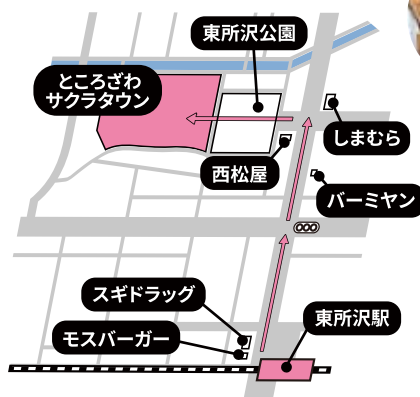 東所沢公園
ところざわ
サクラタウン
しまむら
西松屋
バーミヤン
スギドラッグ
東所沢駅
モスバーガー